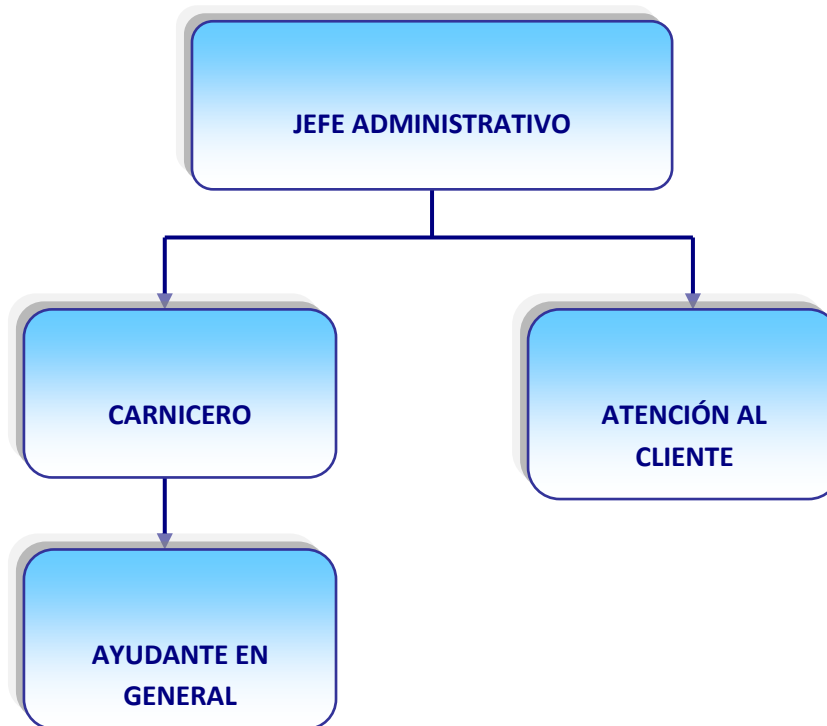 JEFE ADMINISTRATIVO
CARNICERO
ATENCIÓN AL
CLIENTE
AYUDANTE EN
GENERAL